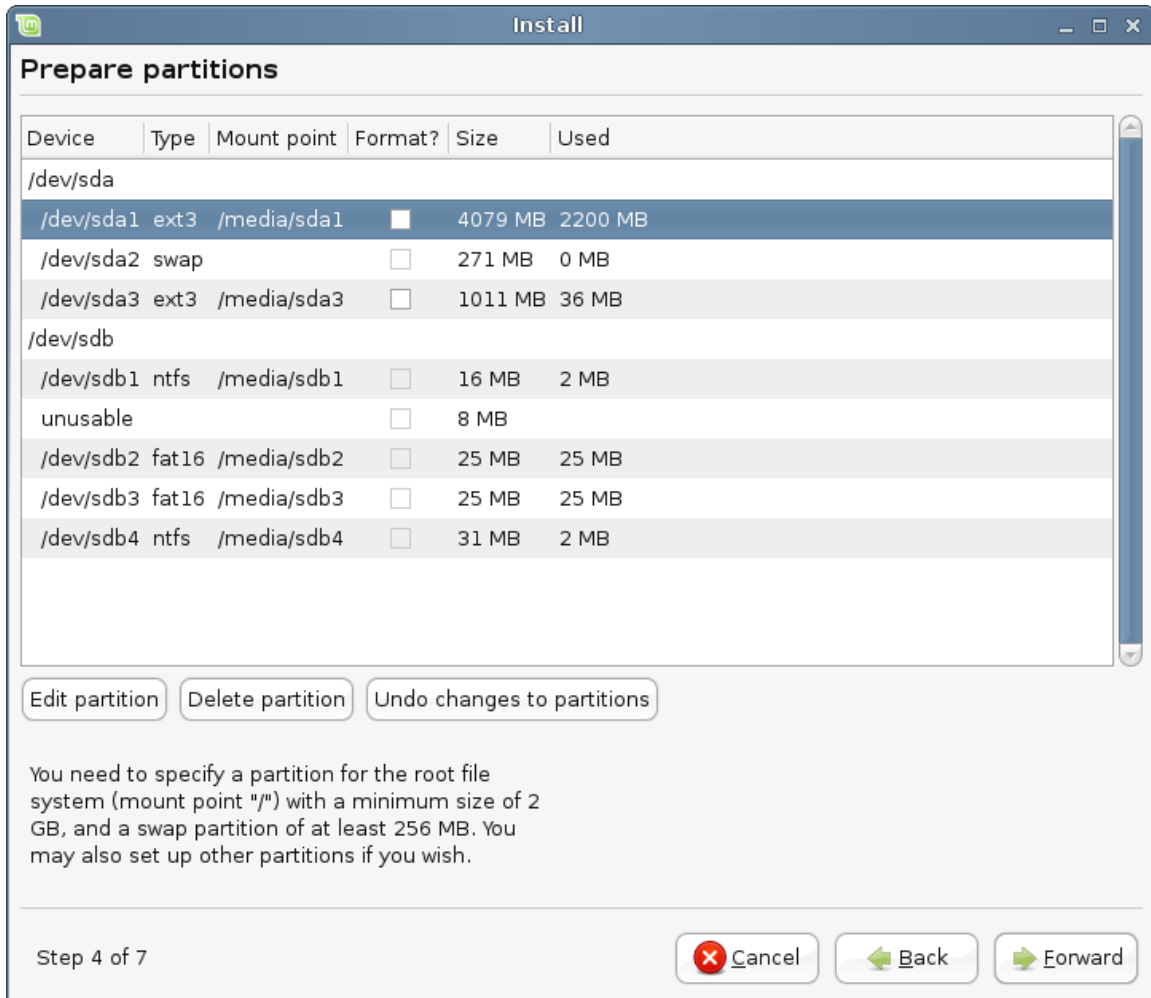 Install
Prepare partitions
Device Type Mount point Format? Size Used
/dev/sda
/dev/sda1 ext3 /media/sda1 4079 MB 2200 MB
/dev/sda2 swap 271 MB 0 MB
/dev/sda3 ext3 /media/sda3 1011 MB 36 MB
/dev/sdb
/dev/sdb1 ntfs /media/sdb1 16 MB 2 MB
unusable 8 MB
/dev/sdb2 fat16 /media/sdb2 25 MB 25 MB
/dev/sdb3 fat16 /media/sdb3 25 MB 25 MB
/dev/sdb4 ntfs /media/sdb4 31 MB 2 MB
Edit partition Delete partition Undo changes to partitions
You need to specify a partition for the root file
system (mount point "/") with a minimum size of 2
GB, and a swap partition of at least 256 MB. You
may also set up other partitions if you wish.
Step 4 of 7 Cancel Back Forward